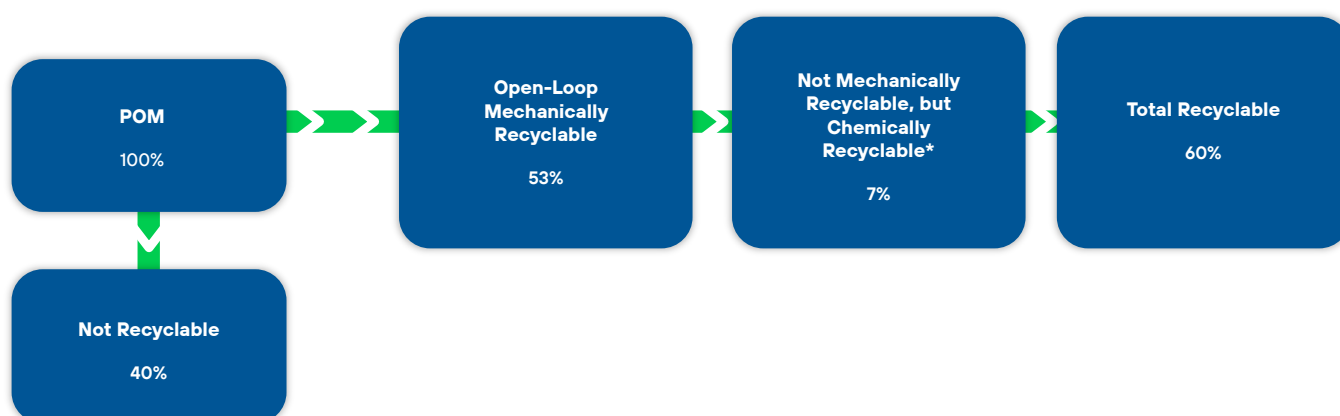 POM
100%
Open-Loop
Mechanically
Recyclable
53%
Not Mechanically
Recyclable, but
Chemically
Recyclable*
7%
Total Recyclable
60%
Not Recyclable
40%